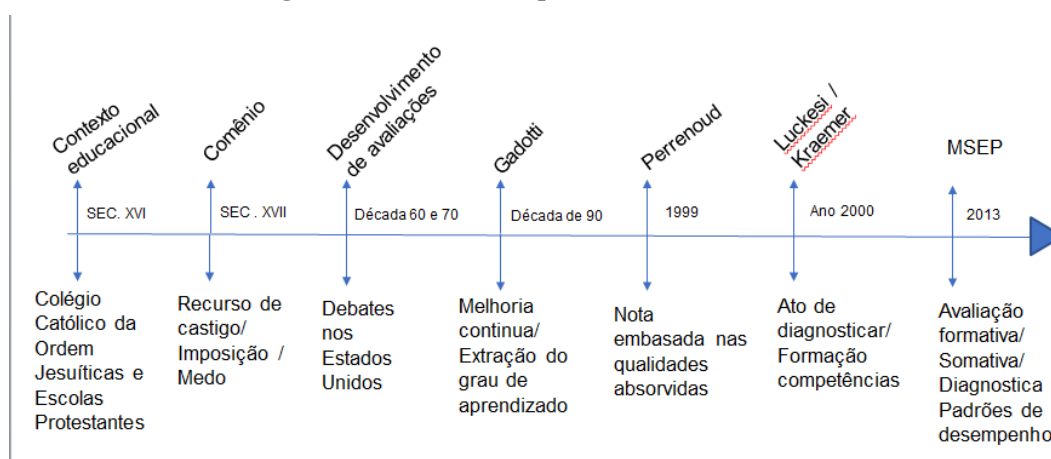 Contexto
educacional
Comênio
Desenvolvimento
de avaliações
Gadotti
Perrenoud
Luckesi /
Kraemer
MSEP
SEC. XVI
SEC . XVII
Década 60 e 70
Década de 90
1999
Ano 2000
2013
Colégio
Católico da
Ordem
Jesuíticas e
Escolas
Protestantes
Recurso de
castigo/
Imposição /
Medo
Debates
nos
Estados
Unidos
Melhoria
continua/
Extração do
grau de
aprendizado
Nota
embasada nas
qualidades
absorvidas
Ato de
diagnosticar/
Formação
competências
Avaliação
formativa/
Somativa/
Diagnostica
Padrões de
desempenho